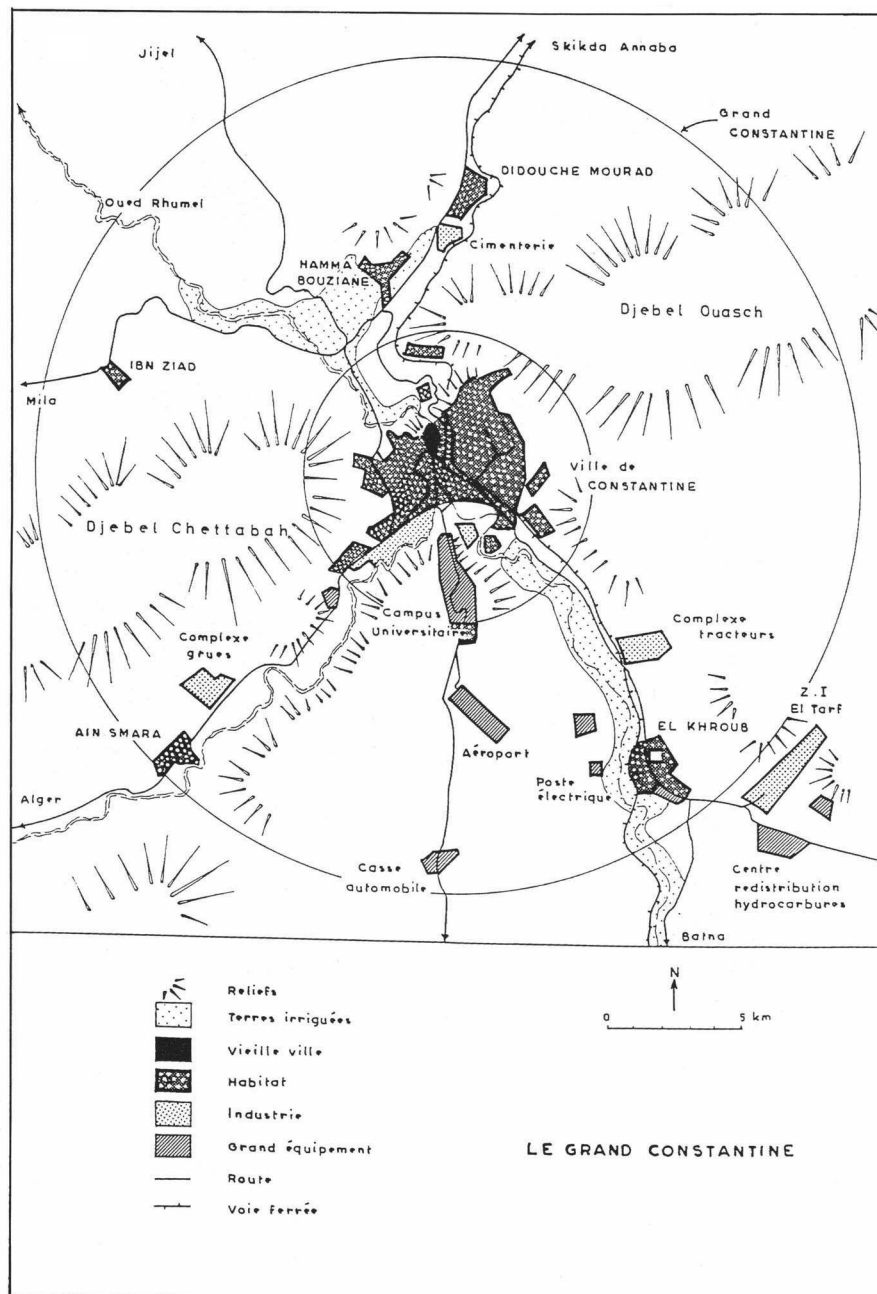 Jijel
Skikda Annaba
Grand
CONSTANTINE
DIDOUCHE MOURAD
Oued Rhumel
Cimenterie
HAMMA
BOUZIANE
Djebel Ouasch
IBN ZIAD
Mila
Ville de
CONSTANTINE
Djebel Chettabah
Campus
Universitaire
Complexe
tracteurs
Complexe
grues
Z.I
El Tarf
AIN SMARA
EL KHROUB
Aéroport
Poste
électrique
Alger
Casse
automobile
Centre
redistribution
hydrocarbures
Batna
Reliefs
Terres irriguées
Vieille ville
Habitat
Industrie
Grand équipement
Route
Voie ferrée
N
0 5 km
LE GRAND CONSTANTINE